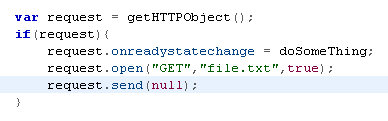 var request = getHTTPObject();
if(request){
    request.onreadystatechange = doSomeThing;
    request.open("GET","file.txt",true);
    request.send(null);
}